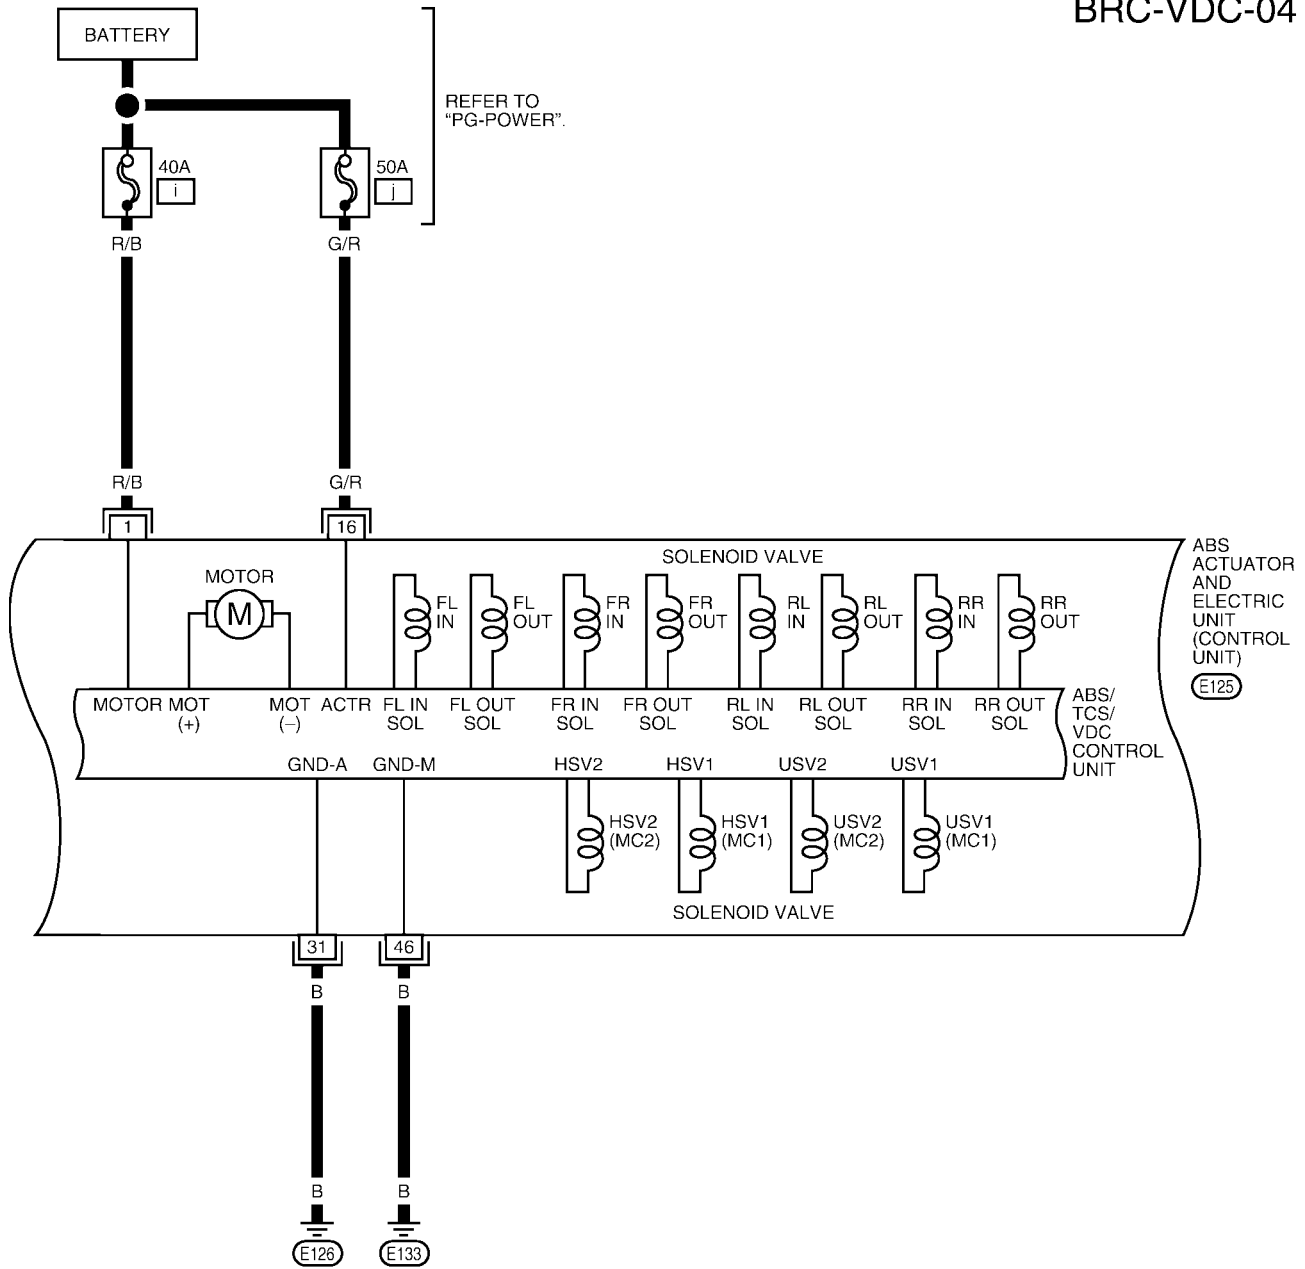 BRC-VDC-04
BATTERY
REFER TO
“PG-POWER”.
40A
i
50A
j
R/B
G/R
R/B
G/R
1
16
SOLENOID VALVE
MOTOR
M
FL
IN
FL
OUT
FR
IN
FR
OUT
RL
IN
RL
OUT
RR
IN
RR
OUT
ABS
ACTUATOR
AND
ELECTRIC
UNIT
(CONTROL
UNIT)
E125
MOTOR
MOT
(+)
MOT
(–)
ACTR
FL IN
SOL
FL OUT
SOL
FR IN
SOL
FR OUT
SOL
RL IN
SOL
RL OUT
SOL
RR IN
SOL
RR OUT
SOL
ABS/
TCS/
VDC
CONTROL
UNIT
GND-A
GND-M
HSV2
HSV1
USV2
USV1
HSV2
(MC2)
HSV1
(MC1)
USV2
(MC2)
USV1
(MC1)
SOLENOID VALVE
31
46
B
B
B
B
E126
E133